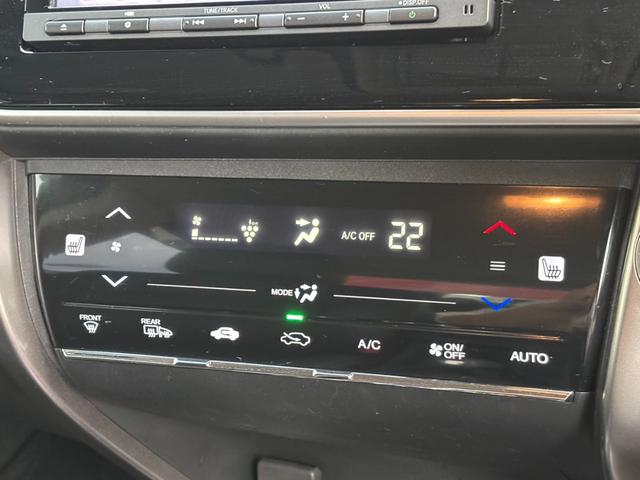 TUNE/TRACK
VOL
DISP.OFF
A/C OFF 22
MODE
FRONT
REAR
A/C
ON/
OFF
AUTO